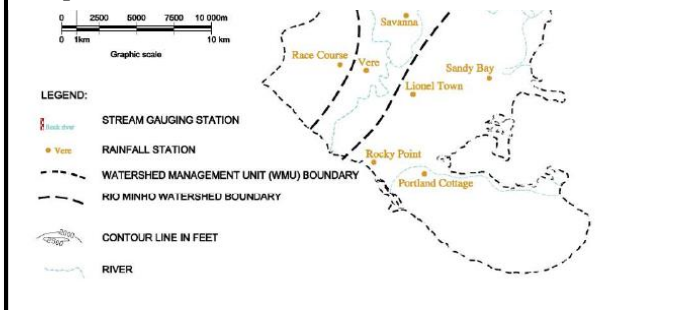 0 2500 5000 7500 10 000m
0 1km 10 km
Graphic scale
Savanna
Race Course
Vere
Sandy Bay
Lionel Town
Rocky Point
Portland Cottage
LEGEND:
STREAM GAUGING STATION
Vere RAINFALL STATION
WATERSHED MANAGEMENT UNIT (WMU) BOUNDARY
RIO MINHO WATERSHED BOUNDARY
CONTOUR LINE IN FEET
RIVER